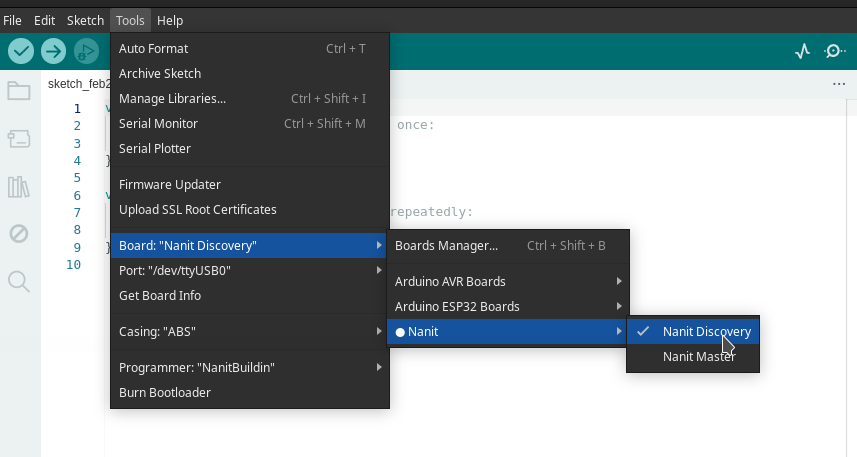 File Edit Sketch Tools Help
Auto Format Ctrl + T
Archive Sketch
Manage Libraries... Ctrl + Shift + I
Serial Monitor Ctrl + Shift + M
Serial Plotter
Firmware Updater
Upload SSL Root Certificates
Board: "Nanit Discovery"
Port: "/dev/ttyUSB0"
Get Board Info
Casing: "ABS"
Programmer: "NanitBuildin"
Burn Bootloader
Boards Manager... Ctrl + Shift + B
Arduino AVR Boards
Arduino ESP32 Boards
Nanit
Nanit Discovery
Nanit Master
sketch_feb2
1 v
2 once:
3
4 }
5
6 v
7 repeatedly:
8
9 }
10